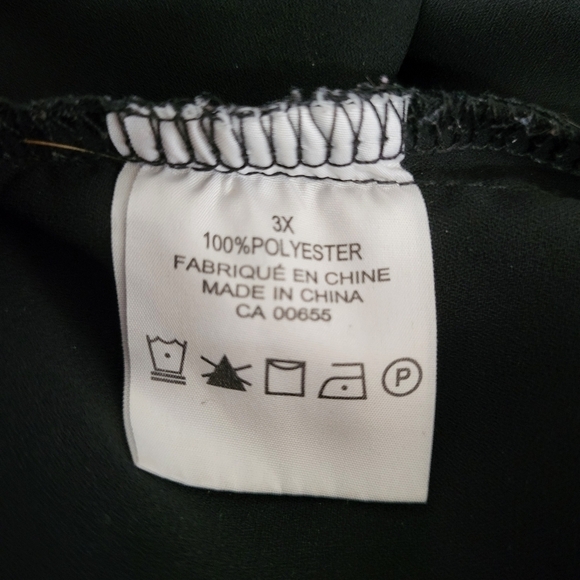 3X
100%POLYESTER
FABRIQUÉ EN CHINE
MADE IN CHINA
CA 00655
P